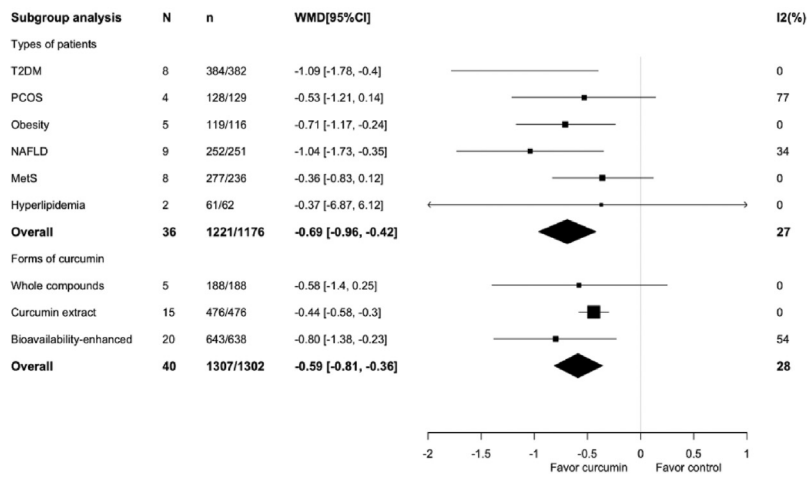 Subgroup analysis N n WMD[95%CI] I2(%)
Types of patients
T2DM 8 384/382 -1.09 [-1.78, -0.4] 0
PCOS 4 128/129 -0.53 [-1.21, 0.14] 77
Obesity 5 119/116 -0.71 [-1.17, -0.24] 0
NAFLD 9 252/251 -1.04 [-1.73, -0.35] 34
MetS 8 277/236 -0.36 [-0.83, 0.12] 0
Hyperlipidemia 2 61/62 -0.37 [-6.87, 6.12] 0
Overall 36 1221/1176 -0.69 [-0.96, -0.42] 27
Forms of curcumin
Whole compounds 5 188/188 -0.58 [-1.4, 0.25] 0
Curcumin extract 15 476/476 -0.44 [-0.58, -0.3] 0
Bioavailability-enhanced 20 643/638 -0.80 [-1.38, -0.23] 54
Overall 40 1307/1302 -0.59 [-0.81, -0.36] 28
-2 -1 -0.5 0 0.5 1
Favor curcumin Favor control